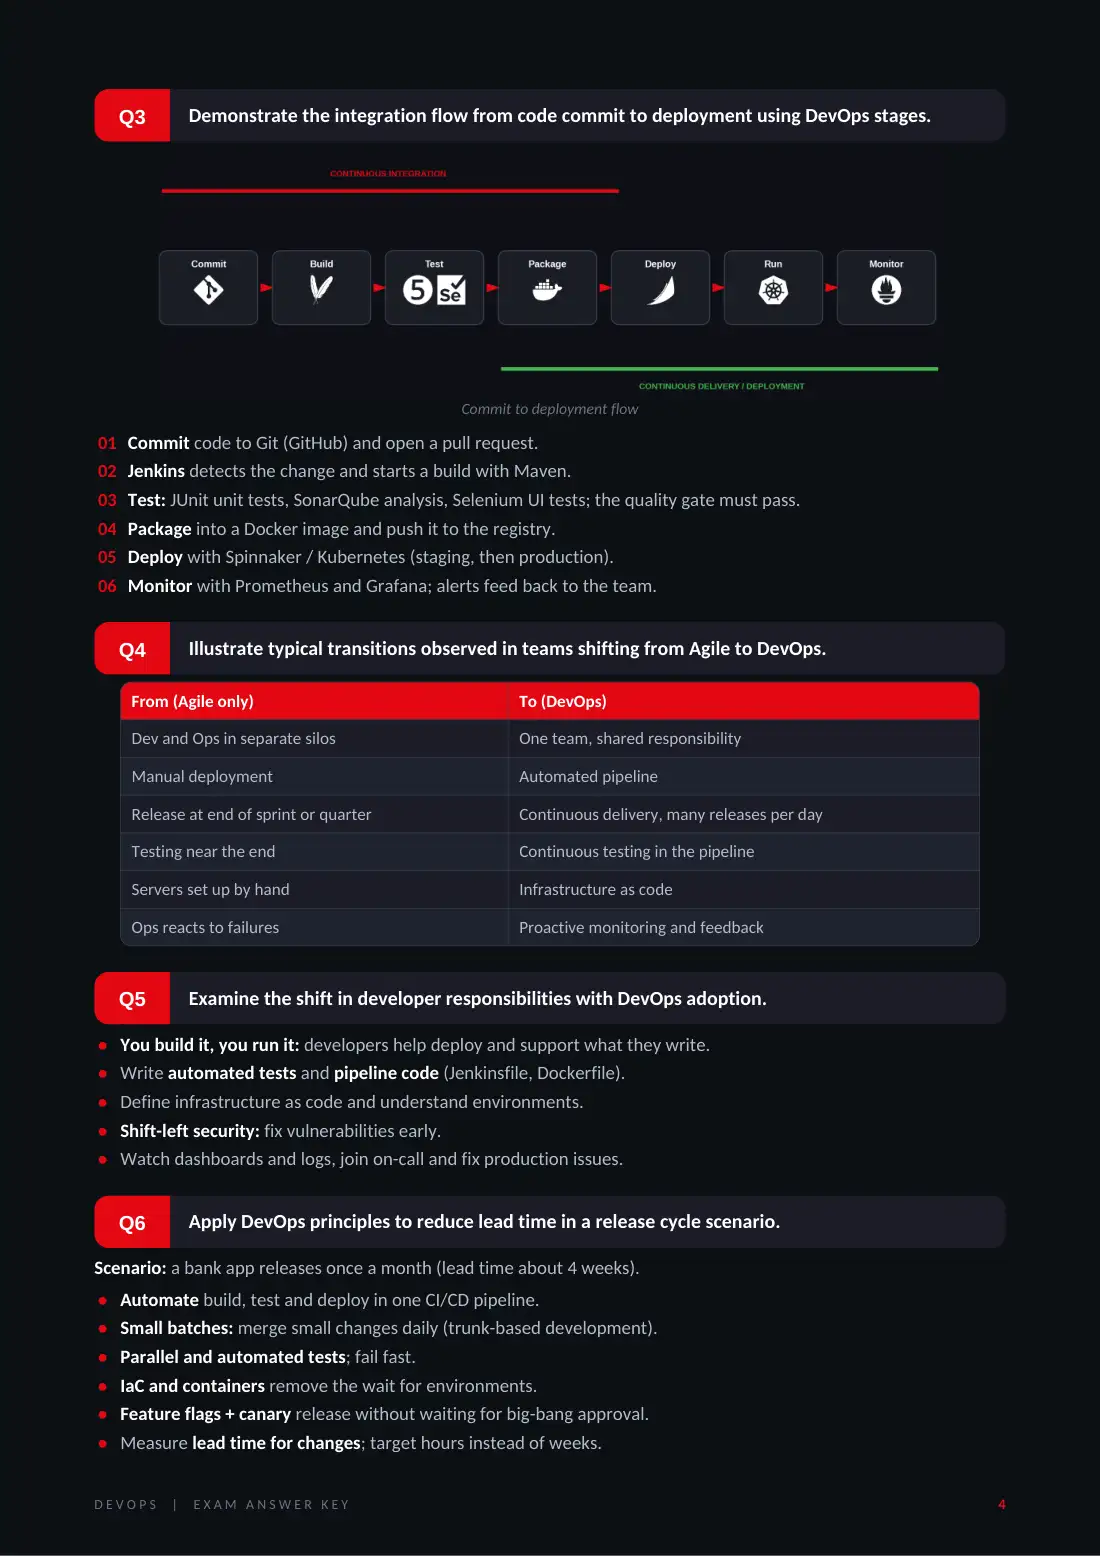 Q3 Demonstrate the integration flow from code commit to deployment using DevOps stages.
CONTINUOUS INTEGRATION
Commit Build Test Package Deploy Run Monitor
5 Se
CONTINUOUS DELIVERY / DEPLOYMENT
Commit to deployment flow
01 Commit code to Git (GitHub) and open a pull request.
02 Jenkins detects the change and starts a build with Maven.
03 Test: JUnit unit tests, SonarQube analysis, Selenium UI tests; the quality gate must pass.
04 Package into a Docker image and push it to the registry.
05 Deploy with Spinnaker / Kubernetes (staging, then production).
06 Monitor with Prometheus and Grafana; alerts feed back to the team.
Q4 Illustrate typical transitions observed in teams shifting from Agile to DevOps.
From (Agile only) To (DevOps)
Dev and Ops in separate silos One team, shared responsibility
Manual deployment Automated pipeline
Release at end of sprint or quarter Continuous delivery, many releases per day
Testing near the end Continuous testing in the pipeline
Servers set up by hand Infrastructure as code
Ops reacts to failures Proactive monitoring and feedback
Q5 Examine the shift in developer responsibilities with DevOps adoption.
● You build it, you run it: developers help deploy and support what they write.
● Write automated tests and pipeline code (Jenkinsfile, Dockerfile).
● Define infrastructure as code and understand environments.
● Shift-left security: fix vulnerabilities early.
● Watch dashboards and logs, join on-call and fix production issues.
Q6 Apply DevOps principles to reduce lead time in a release cycle scenario.
Scenario: a bank app releases once a month (lead time about 4 weeks).
● Automate build, test and deploy in one CI/CD pipeline.
● Small batches: merge small changes daily (trunk-based development).
● Parallel and automated tests; fail fast.
● IaC and containers remove the wait for environments.
● Feature flags + canary release without waiting for big-bang approval.
● Measure lead time for changes; target hours instead of weeks.
DEVOPS | EXAM ANSWER KEY 4